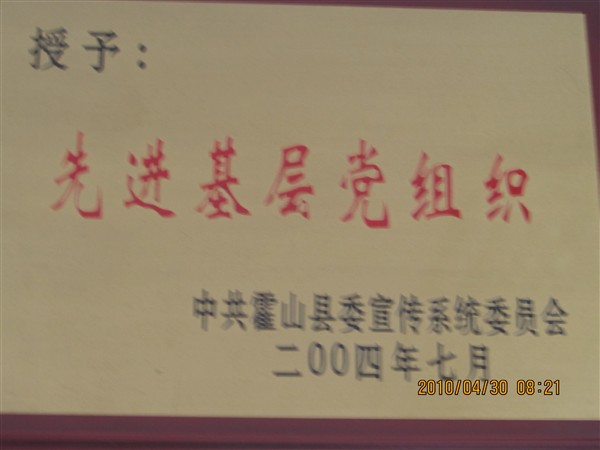 授予：
先进基层党组织
中共霍山县委宣传系统委员会
二00四年七月
2010/04/30 08:21